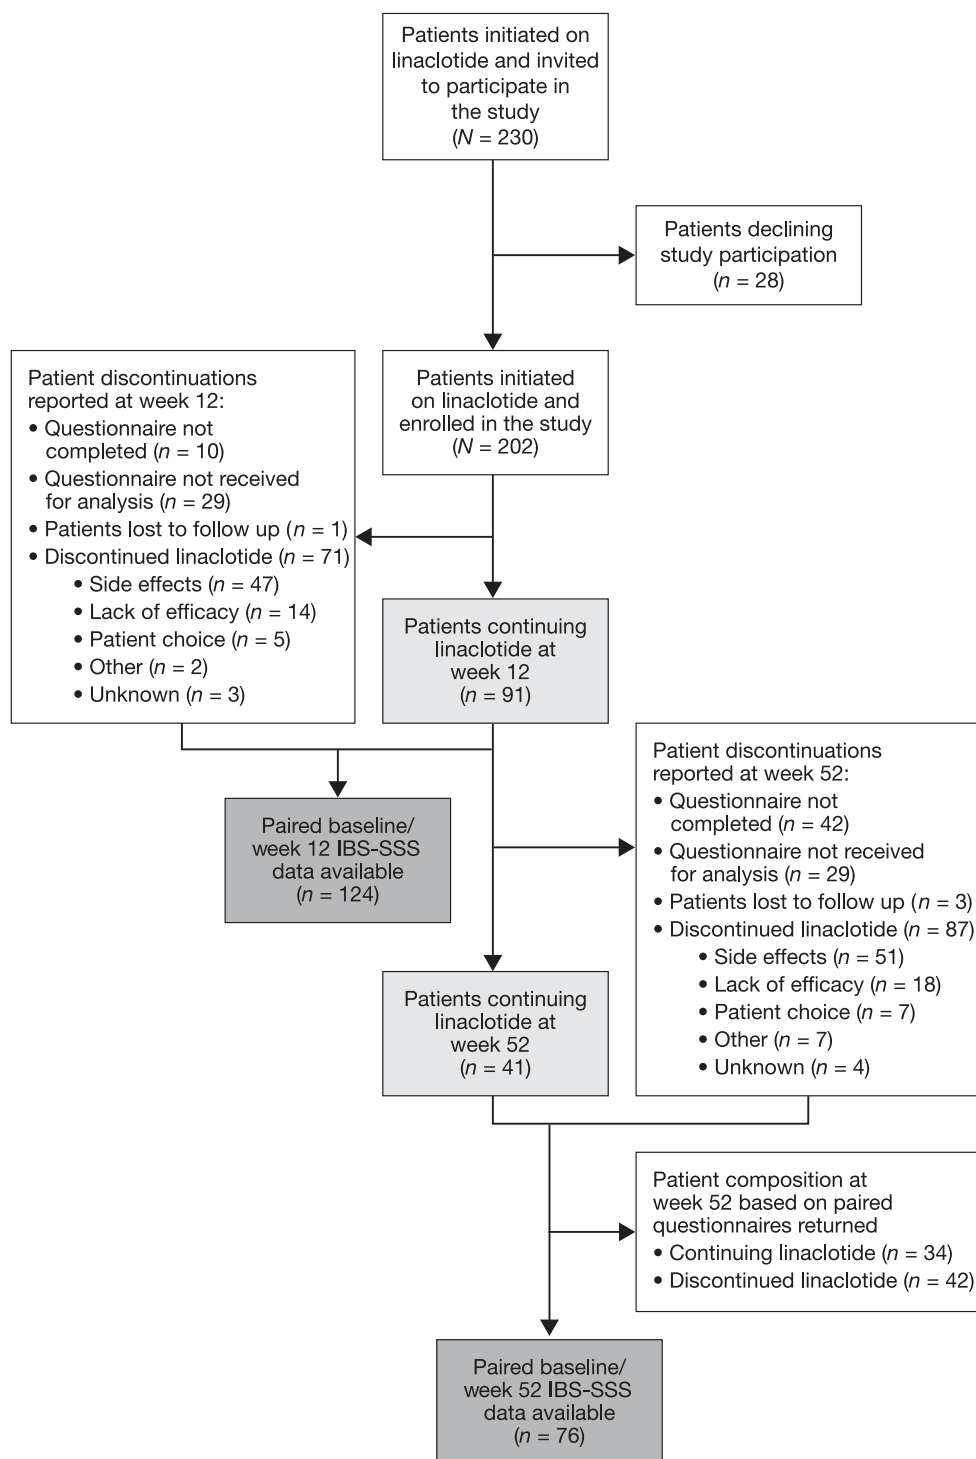 Patients initiated
on linaclotide and invited
to participate in
the study
(N = 230)
Patients declining
study participation
(n = 28)
Patient discontinuations
reported at week 12:
• Questionnaire not
completed (n = 10)
• Questionnaire not received
for analysis (n = 29)
• Patients lost to follow up (n = 1)
• Discontinued linaclotide (n = 71)
• Side effects (n = 47)
• Lack of efficacy (n = 14)
• Patient choice (n = 5)
• Other (n = 2)
• Unknown (n = 3)
Patients initiated
on linaclotide and
enrolled in the study
(N = 202)
Patients continuing
linaclotide at
week 12
(n = 91)
Paired baseline/
week 12 IBS-SSS
data available
(n = 124)
Patient discontinuations
reported at week 52:
• Questionnaire not
completed (n = 42)
• Questionnaire not received
for analysis (n = 29)
• Patients lost to follow up (n = 3)
• Discontinued linaclotide (n = 87)
• Side effects (n = 51)
• Lack of efficacy (n = 18)
• Patient choice (n = 7)
• Other (n = 7)
• Unknown (n = 4)
Patients continuing
linaclotide at
week 52
(n = 41)
Patient composition at
week 52 based on paired
questionnaires returned
• Continuing linaclotide (n = 34)
• Discontinued linaclotide (n = 42)
Paired baseline/
week 52 IBS-SSS
data available
(n = 76)